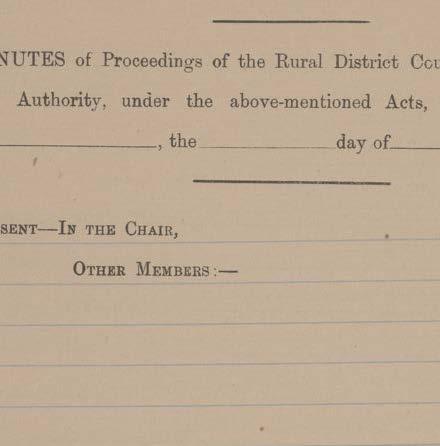 NUTES of Proceedings of the Rural District Cou
Authority, under the above-mentioned Acts,
, the day of
SENT—IN THE CHAIR,
OTHER MEMBERS:—